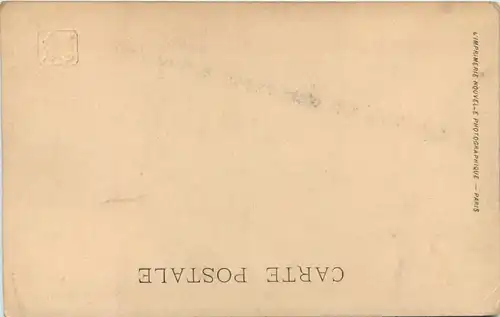 CARTE POSTALE
L'IMPRIMERIE NOUVELLE PHOTOGRAPHIQUE — PARIS